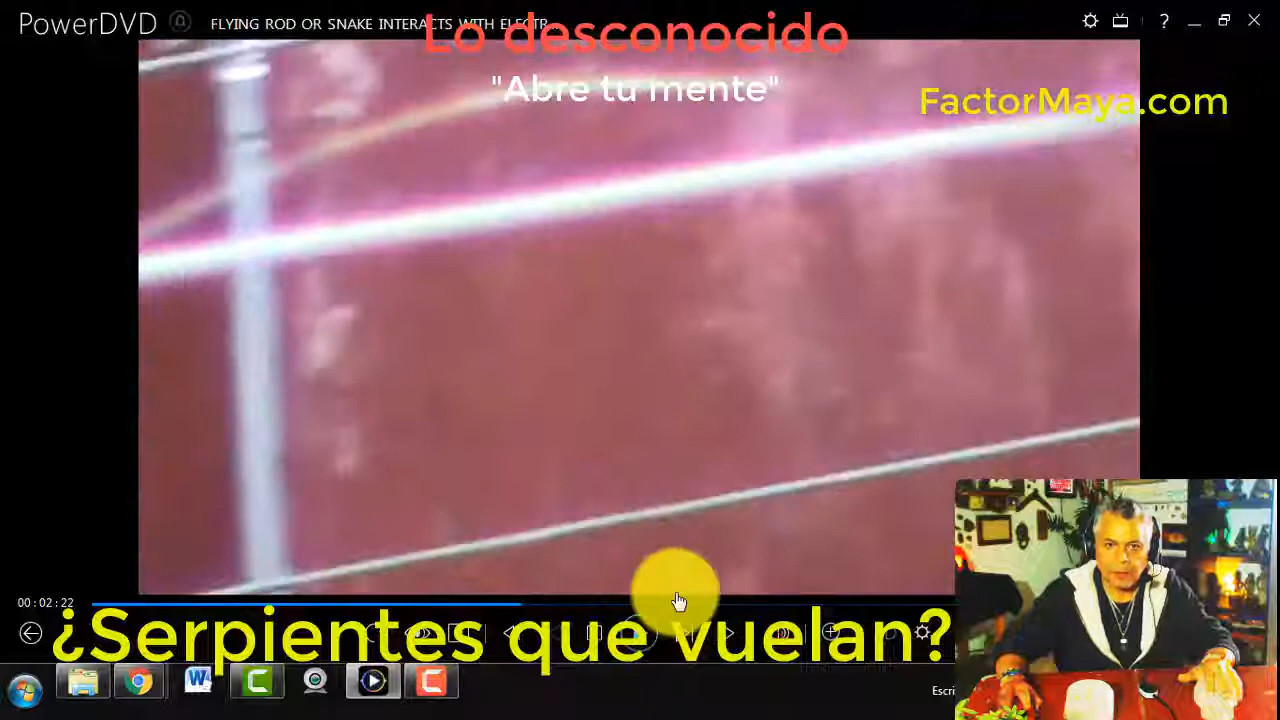 PowerDVD
FLYING ROD OR SNAKE INTERACTS WITH ELECTR...
Lo desconocido
"Abre tu mente"
FactorMaya.com
00:02:22
¿Serpientes que vuelan?
Escri